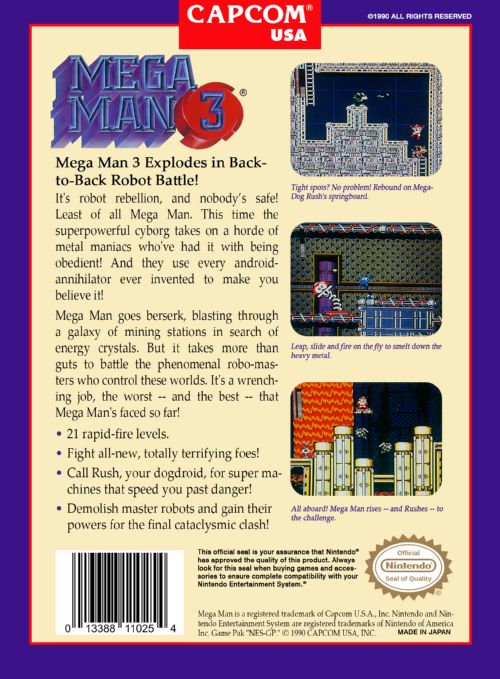 CAPCOM®
USA
©1990 ALL RIGHTS RESERVED
MEGA
MAN 3 ®
Mega Man 3 Explodes in Back-
to-Back Robot Battle!
It's robot rebellion, and nobody's safe!
Least of all Mega Man. This time the
superpowerful cyborg takes on a horde of
metal maniacs who've had it with being
obedient! And they use every android-
annihilator ever invented to make you
believe it!
Mega Man goes berserk, blasting through
a galaxy of mining stations in search of
energy crystals. But it takes more than
guts to battle the phenomenal robo-mas-
ters who control these worlds. It's a wrench-
ing job, the worst -- and the best -- that
Mega Man's faced so far!
• 21 rapid-fire levels.
• Fight all-new, totally terrifying foes!
• Call Rush, your dogdroid, for super ma-
chines that speed you past danger!
• Demolish master robots and gain their
powers for the final cataclysmic clash!
Tight spots? No problem! Rebound on Mega-
Dog Rush's springboard.
Leap, slide and fire on the fly to smelt down the
heavy metal.
All aboard! Mega Man rises -- and Rushes -- to
the challenge.
0 13388 11025 4
This official seal is your assurance that Nintendo®
has approved the quality of this product. Always
look for this seal when buying games and acces-
sories to ensure complete compatibility with your
Nintendo Entertainment System.®
Official
Nintendo®
Seal of Quality
®
Mega Man is a registered trademark of Capcom U.S.A., Inc. Nintendo and Nin-
tendo Entertainment System are registered trademarks of Nintendo of America
Inc. Game Pak "NES-GP." © 1990 CAPCOM USA, INC. MADE IN JAPAN